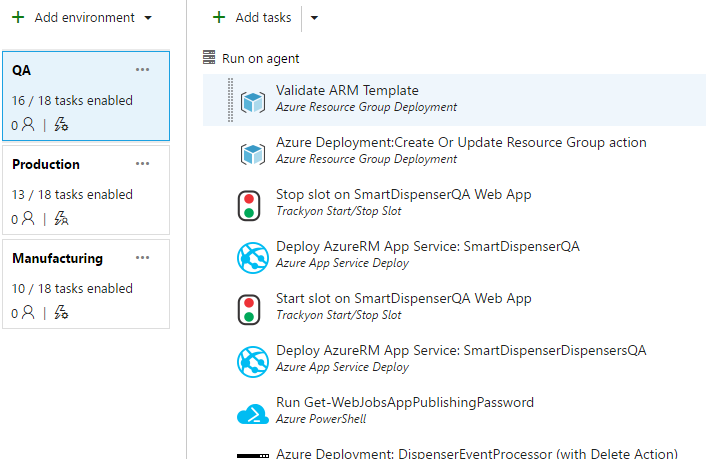 Add environment
QA
16 / 18 tasks enabled
0 |
Production
13 / 18 tasks enabled
0 |
Manufacturing
10 / 18 tasks enabled
0 |
Add tasks
Run on agent
Validate ARM Template
Azure Resource Group Deployment
Azure Deployment:Create Or Update Resource Group action
Azure Resource Group Deployment
Stop slot on SmartDispenserQA Web App
Trackyon Start/Stop Slot
Deploy AzureRM App Service: SmartDispenserQA
Azure App Service Deploy
Start slot on SmartDispenserQA Web App
Trackyon Start/Stop Slot
Deploy AzureRM App Service: SmartDispenserDispensersQA
Azure App Service Deploy
Run Get-WebJobsAppPublishingPassword
Azure PowerShell
Azure Deployment: DispenserEventProcessor (with Delete Action)